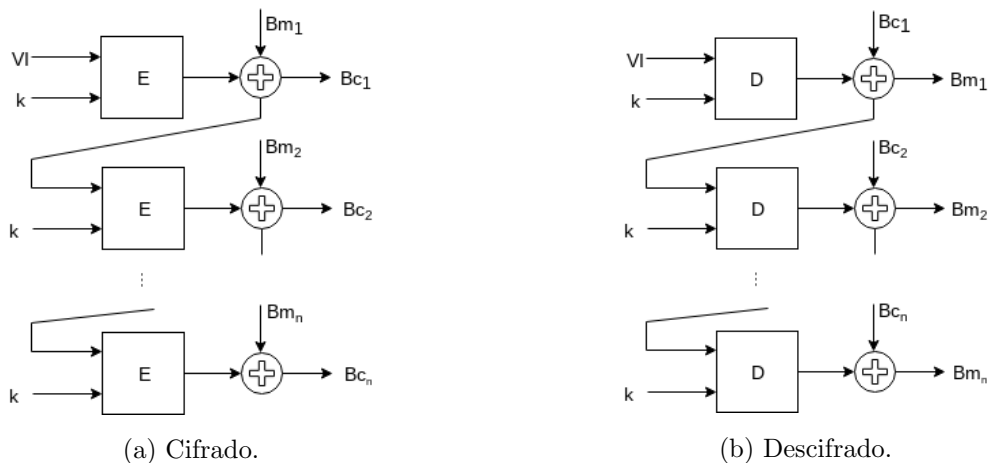 Bm1
VI
E
Bc1
k
Bm2
E
Bc2
k
Bmn
E
Bcn
k
(a) Cifrado.
Bc1
VI
D
Bm1
k
Bc2
D
Bm2
k
Bcn
D
Bmn
k
(b) Descifrado.